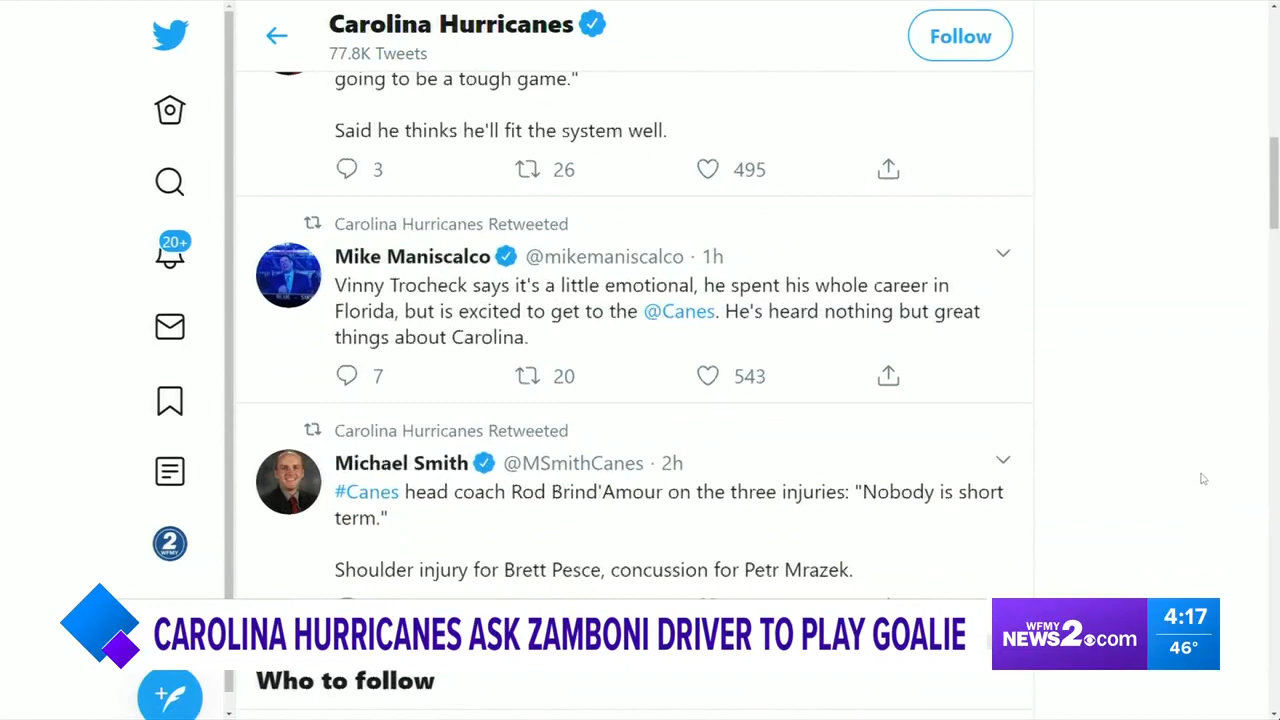 Carolina Hurricanes
77.8K Tweets
Follow
going to be a tough game."
Said he thinks he'll fit the system well.
3 26 495
20+
Carolina Hurricanes Retweeted
Mike Maniscalco @mikemaniscalco · 1h
Vinny Trocheck says it's a little emotional, he spent his whole career in
Florida, but is excited to get to the @Canes. He's heard nothing but great
things about Carolina.
7 20 543
Carolina Hurricanes Retweeted
Michael Smith @MSmithCanes · 2h
#Canes head coach Rod Brind'Amour on the three injuries: "Nobody is short
term."
2
WFMY
Shoulder injury for Brett Pesce, concussion for Petr Mrazek.
CAROLINA HURRICANES ASK ZAMBONI DRIVER TO PLAY GOALIE
WFMY
NEWS2.com
4:17
46°
Who to follow